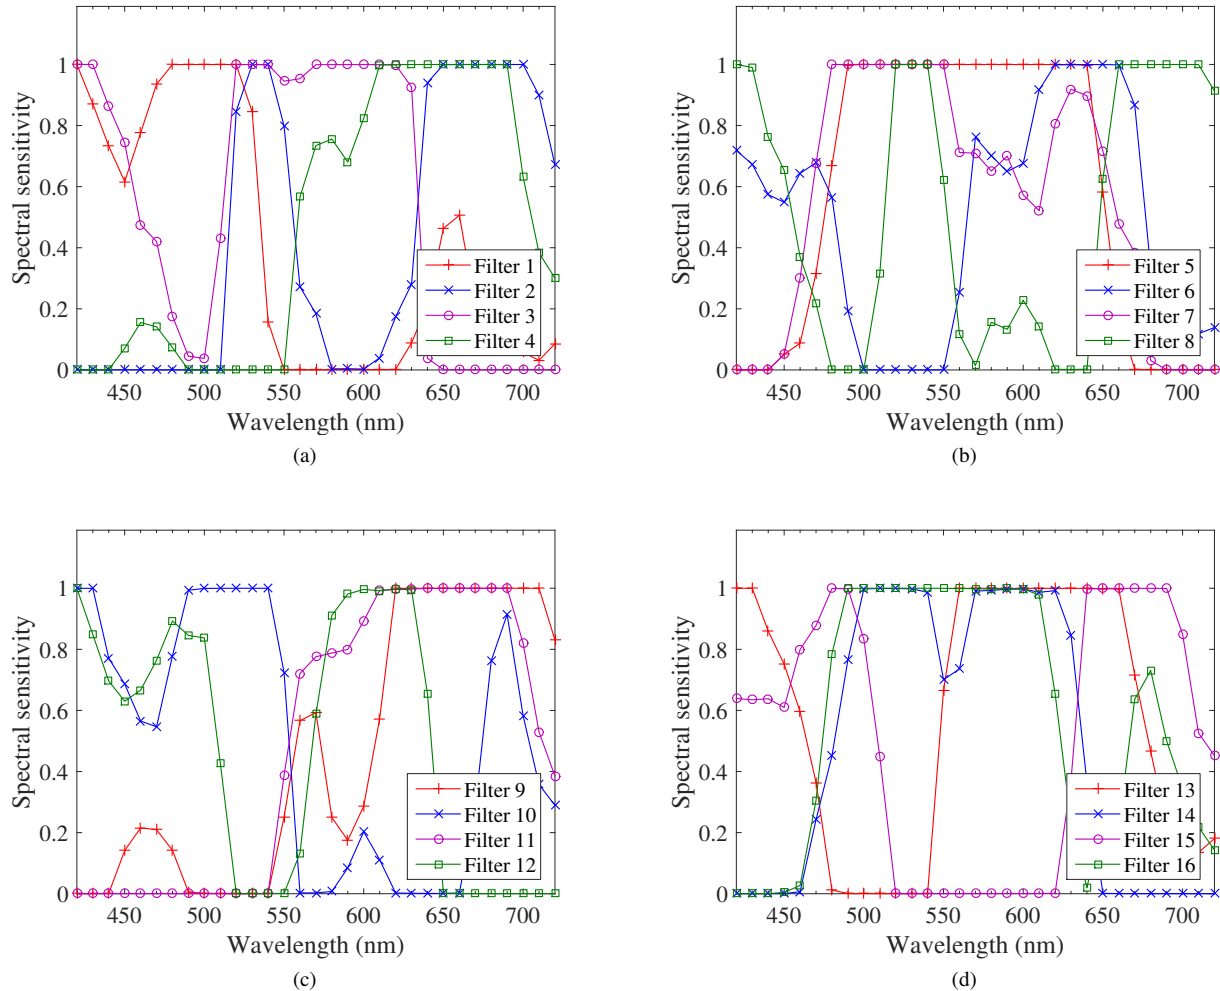 Spectral sensitivity
1
0.8
0.6
0.4
0.2
0
450
500
550
600
650
700
Filter 1
Filter 2
Filter 3
Filter 4
Wavelength (nm)
(a)
Spectral sensitivity
1
0.8
0.6
0.4
0.2
0
450
500
550
600
650
700
Filter 5
Filter 6
Filter 7
Filter 8
Wavelength (nm)
(b)
Spectral sensitivity
1
0.8
0.6
0.4
0.2
0
450
500
550
600
650
700
Filter 9
Filter 10
Filter 11
Filter 12
Wavelength (nm)
(c)
Spectral sensitivity
1
0.8
0.6
0.4
0.2
0
450
500
550
600
650
700
Filter 13
Filter 14
Filter 15
Filter 16
Wavelength (nm)
(d)